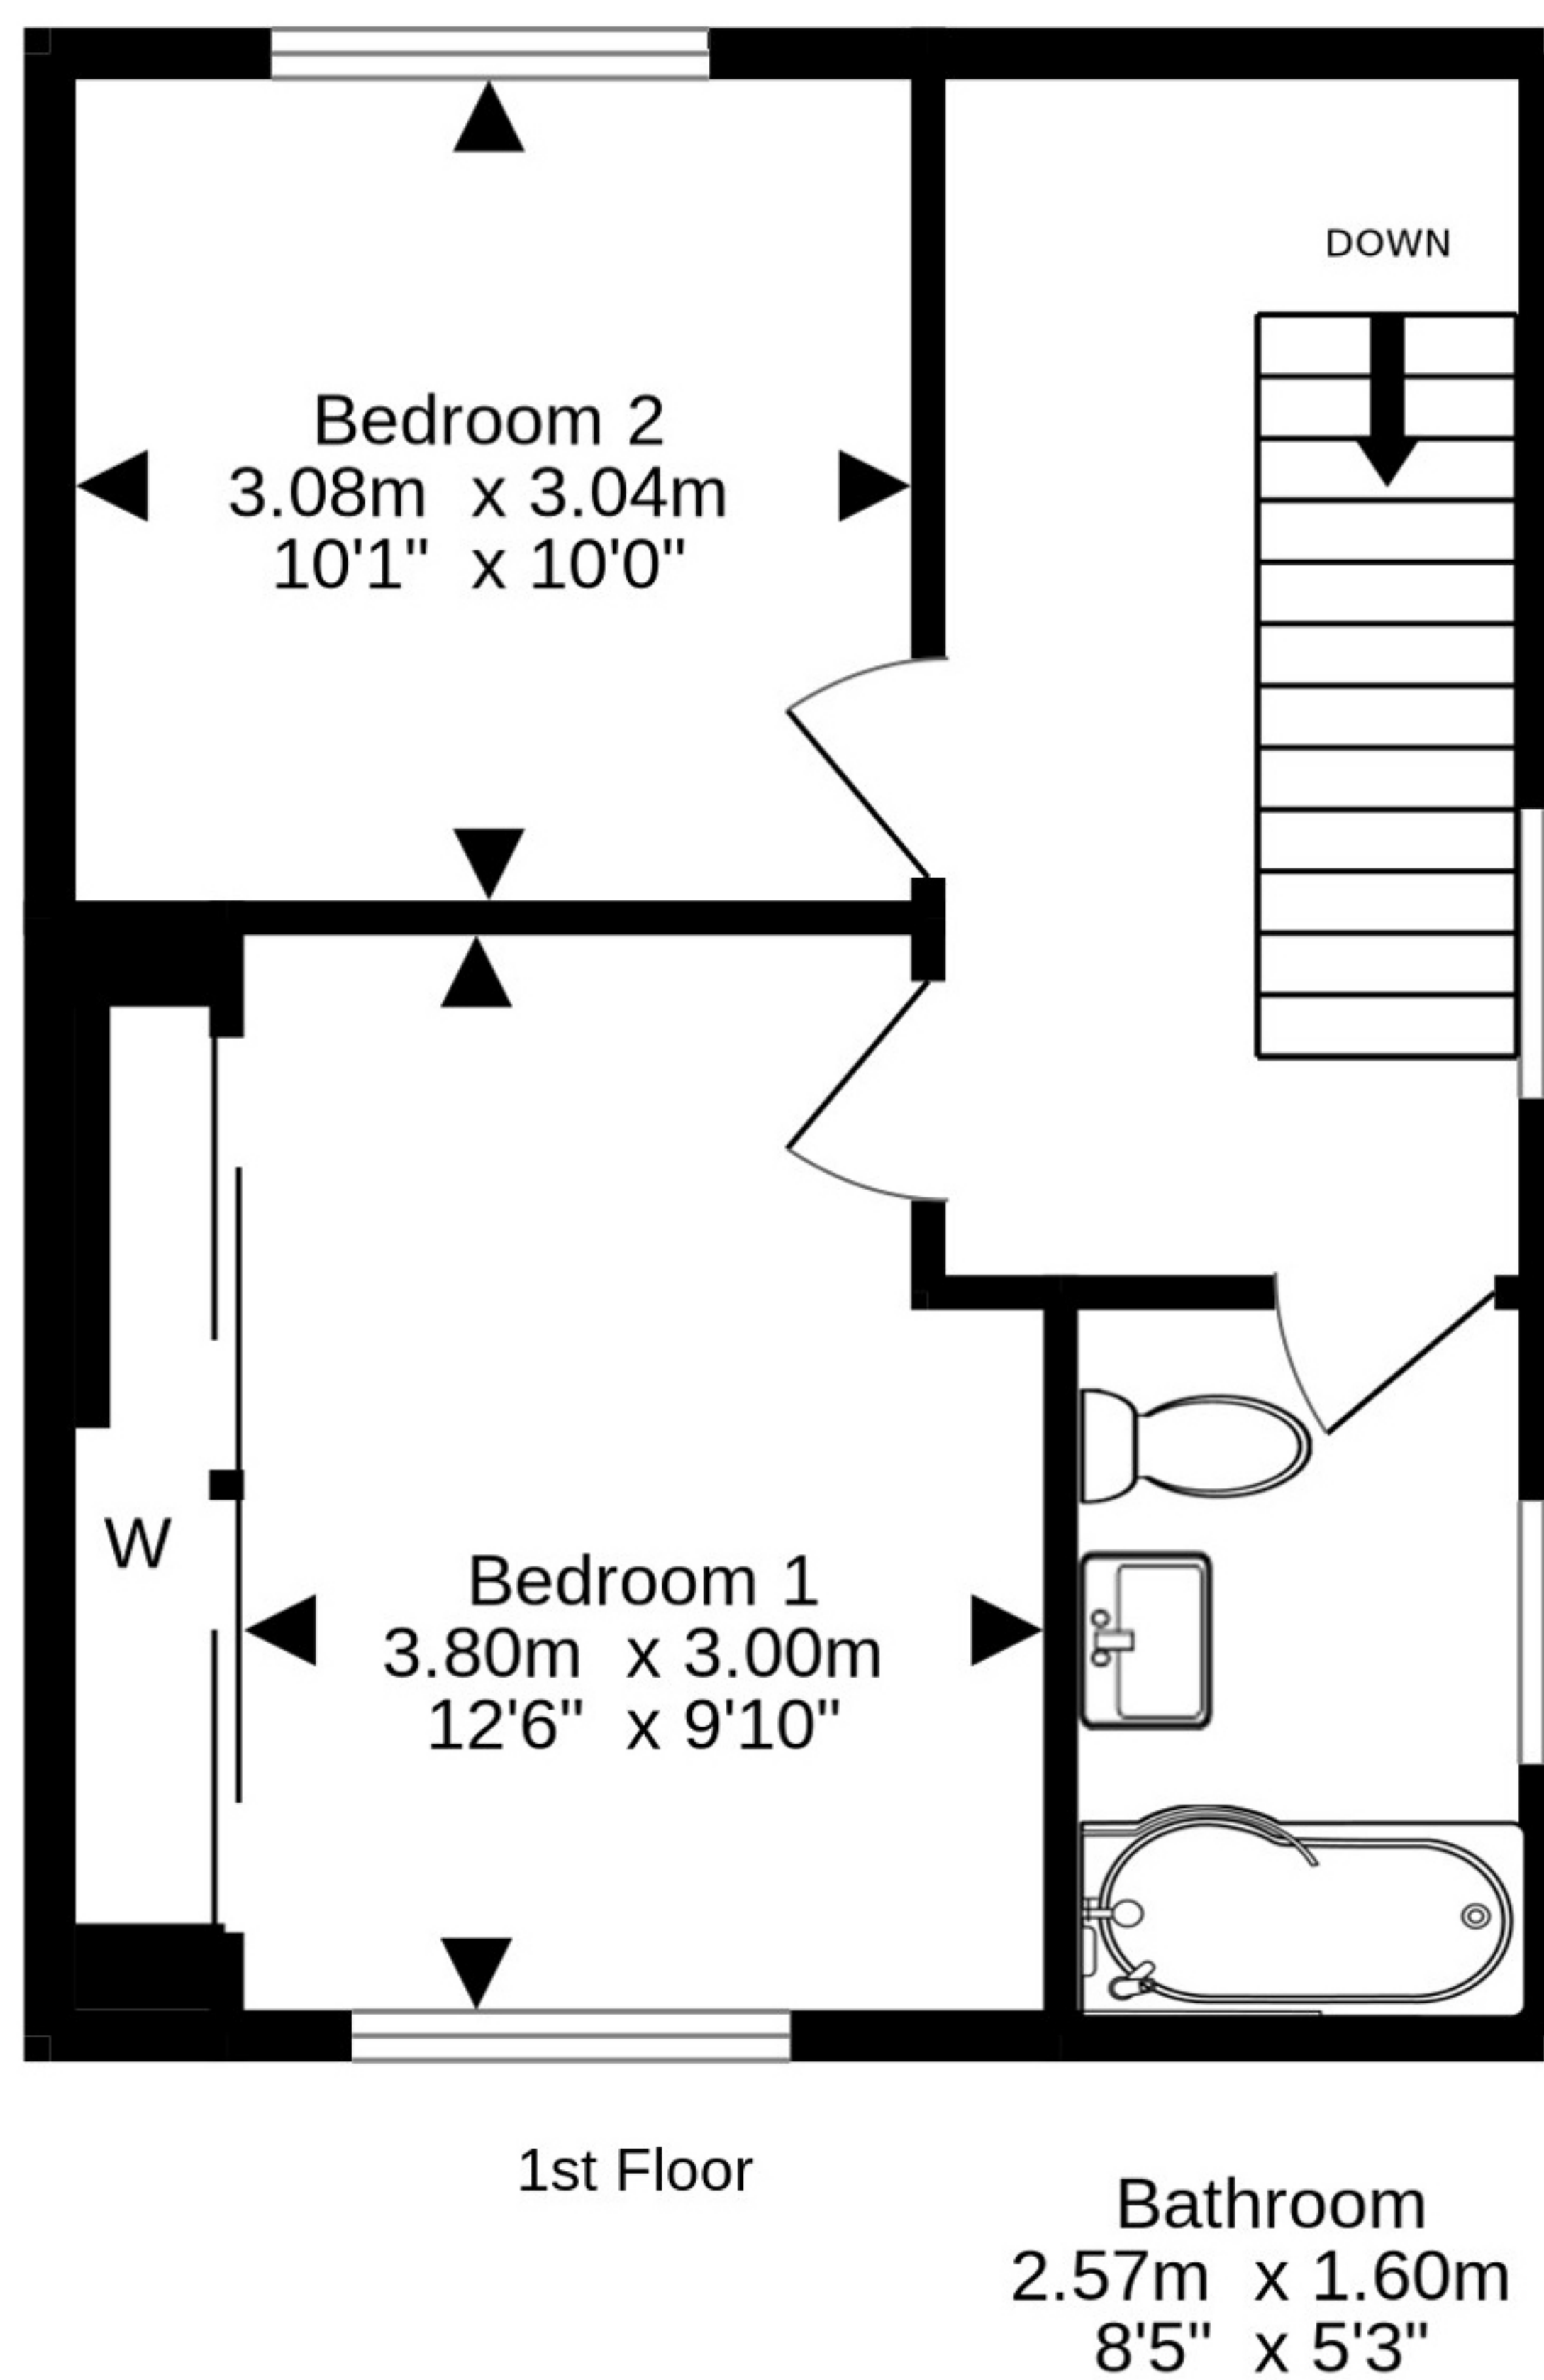 DOWN
Bedroom 2
3.08m x 3.04m
10'1" x 10'0"
W
Bedroom 1
3.80m x 3.00m
12'6" x 9'10"
1st Floor
Bathroom
2.57m x 1.60m
8'5" x 5'3"